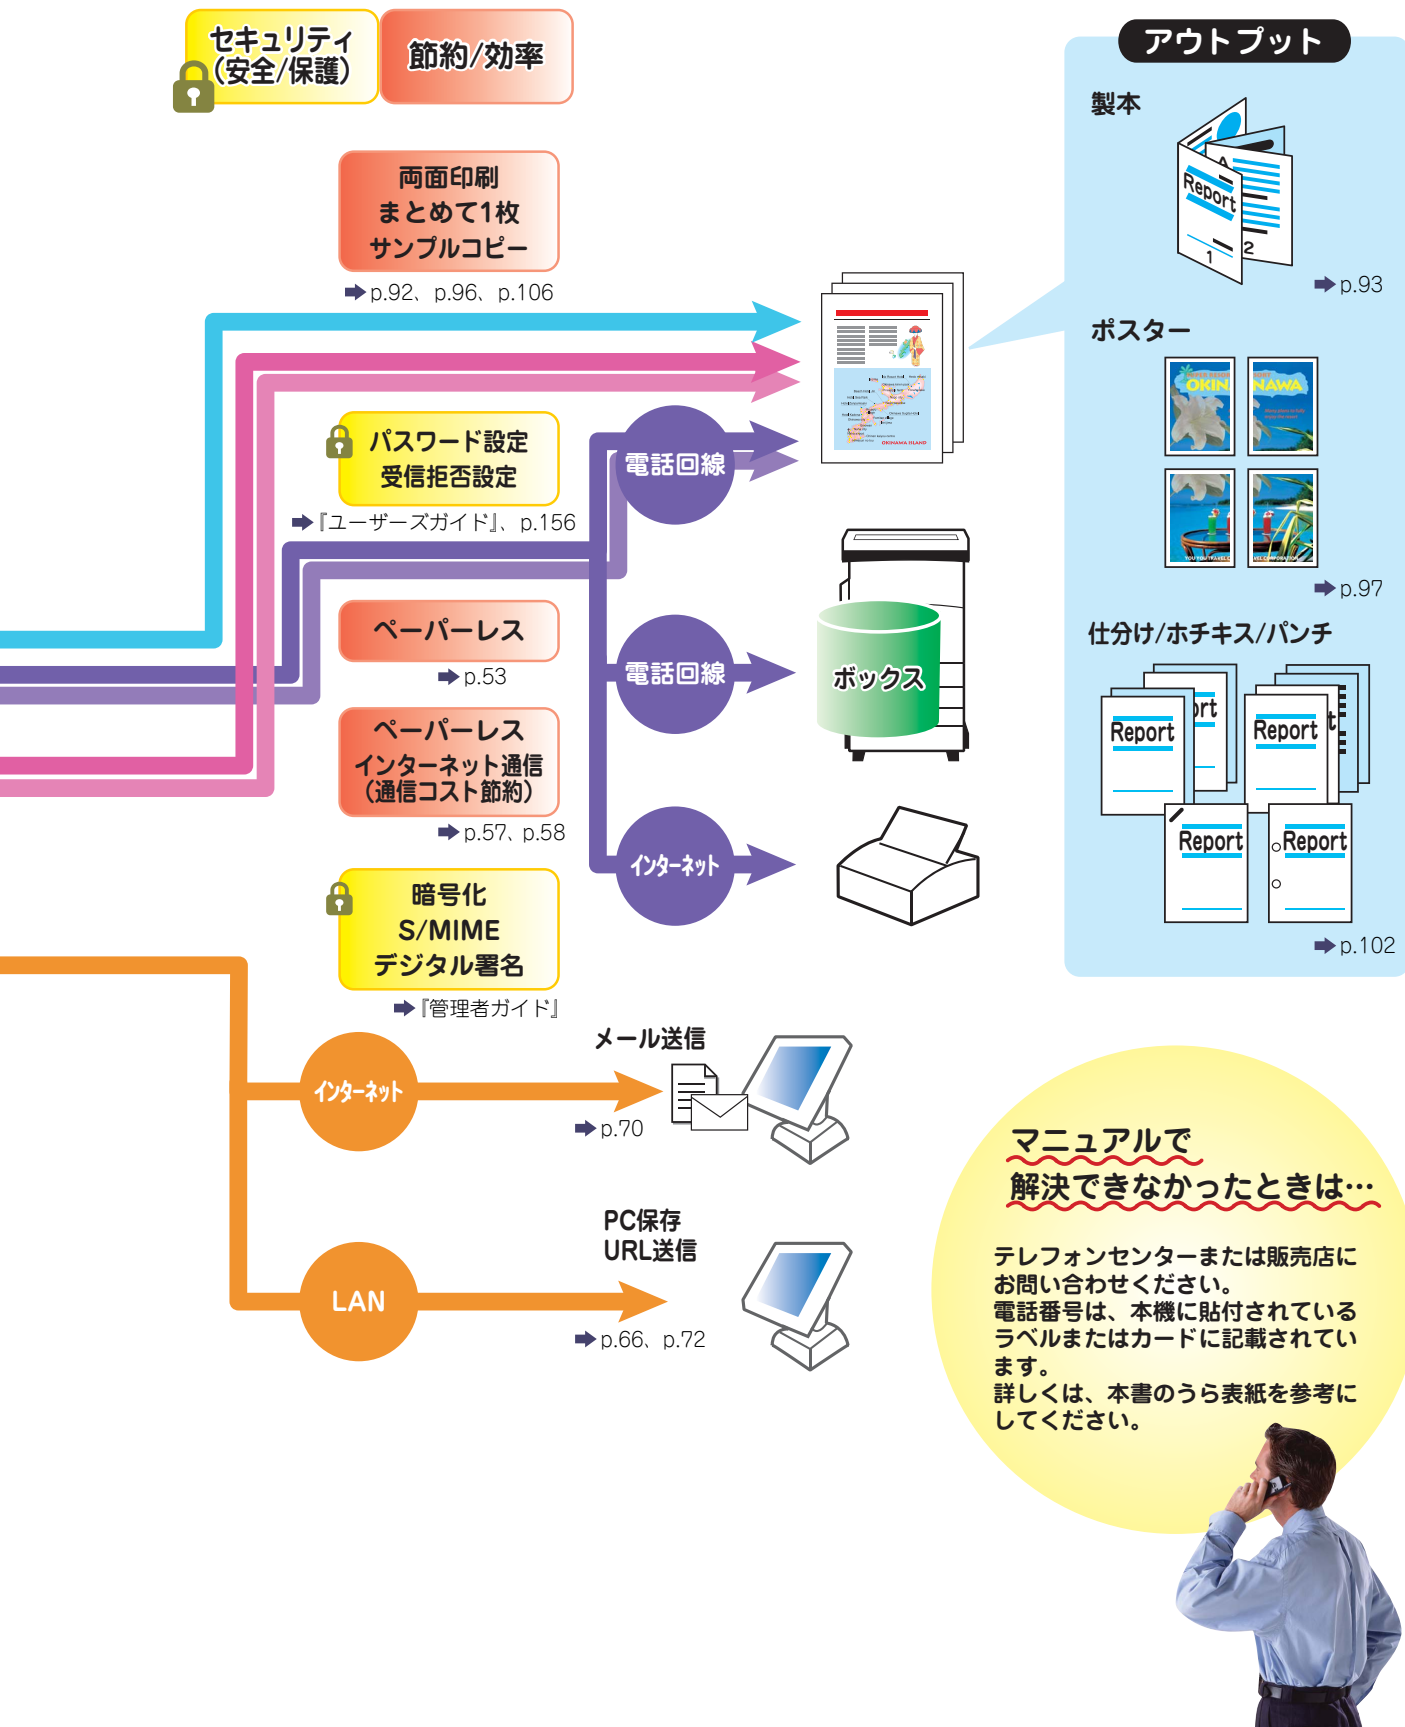 セキュリティ
（安全/保護）
節約/効率
両面印刷
まとめて1枚
サンプルコピー
p.92、p.96、p.106
パスワード設定
受信拒否設定
『ユーザーズガイド』、p.156
電話回線
ペーパーレス
p.53
電話回線
ボックス
ペーパーレス
インターネット通信
（通信コスト節約）
p.57、p.58
インターネット
暗号化
S/MIME
デジタル署名
『管理者ガイド』
インターネット
メール送信
p.70
LAN
PC保存
URL送信
p.66、p.72
OKINAWA ISLAND
アウトプット
製本
Report
1
2
p.93
ポスター
OKIN
NAWA
p.97
仕分け/ホチキス/パンチ
Report
ort
Report
t
Report
Report
p.102
マニュアルで
解決できなかったときは…
テレフォンセンターまたは販売店に
お問い合わせください。
電話番号は、本機に貼付されている
ラベルまたはカードに記載されてい
ます。
詳しくは、本書のうら表紙を参考に
してください。